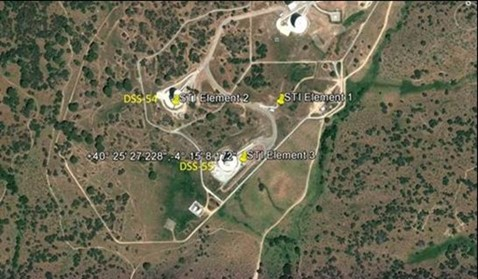 DSS-54 STI Element 2 STI Element 1
STI Element 3
DSS-55